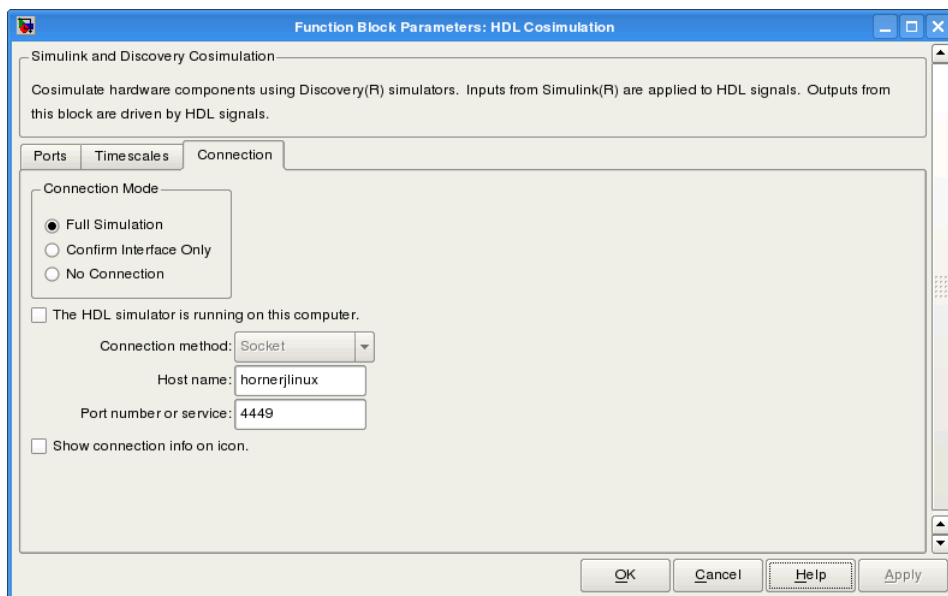 Function Block Parameters: HDL Cosimulation
Simulink and Discovery Cosimulation
Cosimulate hardware components using Discovery(R) simulators. Inputs from Simulink(R) are applied to HDL signals. Outputs from
this block are driven by HDL signals.
Ports Timescales Connection
Connection Mode
Full Simulation
Confirm Interface Only
No Connection
The HDL simulator is running on this computer.
Connection method: Socket
Host name: hornerjlinux
Port number or service: 4449
Show connection info on icon.
OK Cancel Help Apply